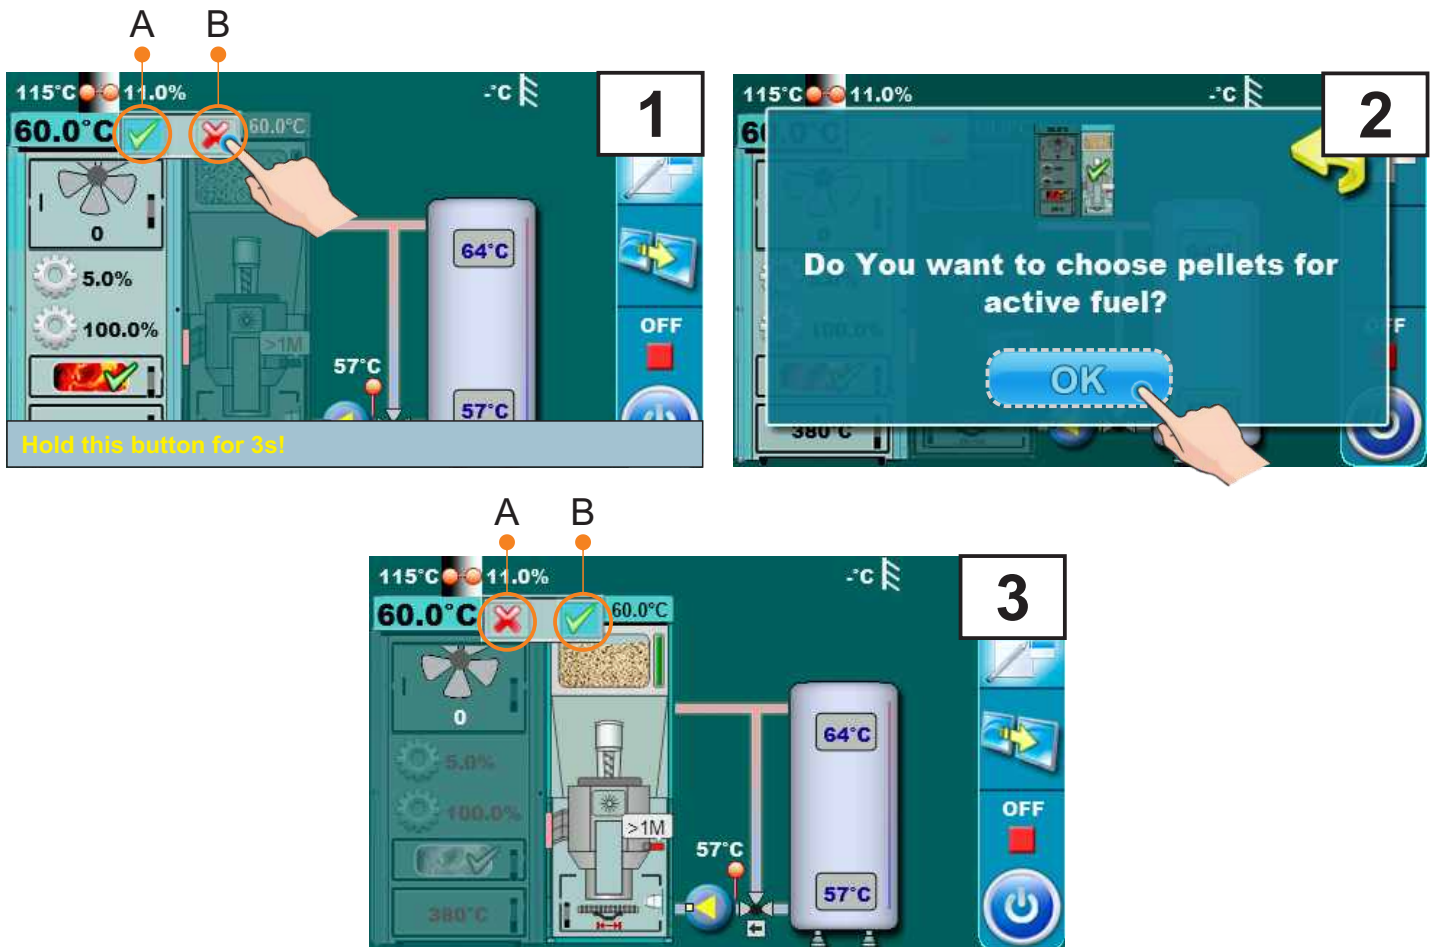 A B
115°C 11.0% -°C 1
60.0°C 60.0°C
0
5.0%
100.0%
>1M
64°C
57°C
57°C
OFF
Hold this button for 3s!
115°C 11.0% -°C 2
Do You want to choose pellets for
active fuel?
OK
100.0%
380°C
A B
115°C 11.0% -°C 3
60.0°C 60.0°C
0
5.0%
100.0%
380°C
>1M
64°C
57°C
57°C
OFF